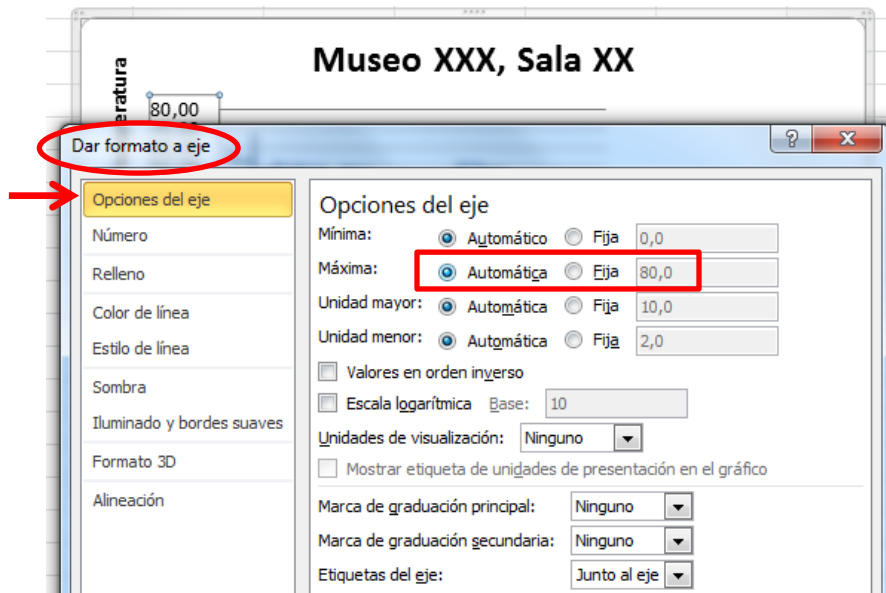 Museo XXX, Sala XX
eratura
80,00
Dar formato a eje
Opciones del eje
Número
Relleno
Color de línea
Estilo de línea
Sombra
Iluminado y bordes suaves
Formato 3D
Alineación
Opciones del eje
Mínima: Automático Fija 0,0
Máxima: Automática Fija 80,0
Unidad mayor: Automática Fija 10,0
Unidad menor: Automática Fija 2,0
Valores en orden inverso
Escala logarítmica Base: 10
Unidades de visualización: Ninguno
Mostrar etiqueta de unidades de presentación en el gráfico
Marca de graduación principal: Ninguno
Marca de graduación secundaria: Ninguno
Etiquetas del eje: Junto al eje